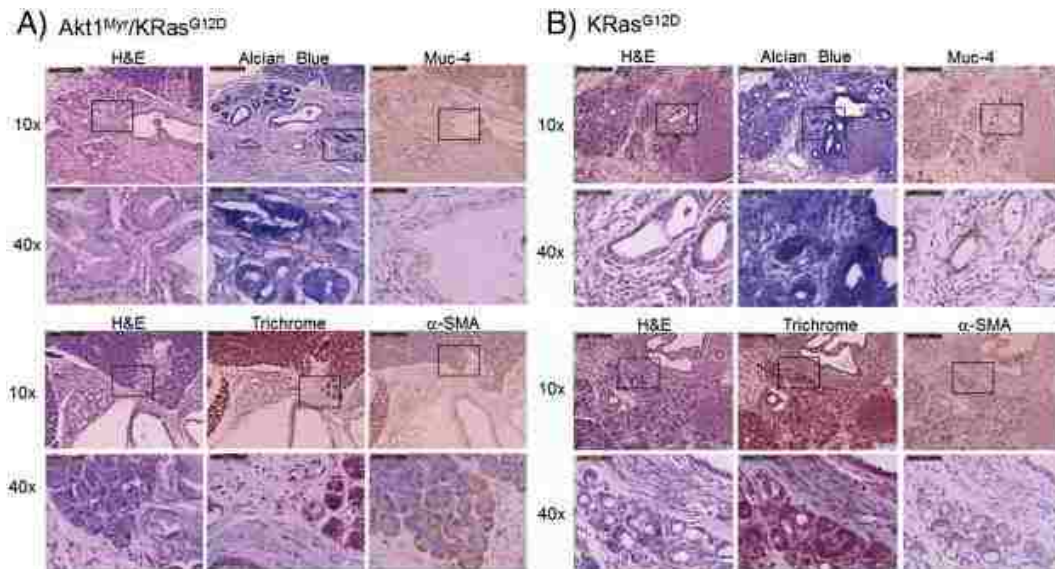 A) Akt1ᴹʸʳ/KRasᴳ¹²ᴰ
H&E Alcian Blue Muc-4
10x
40x
H&E Trichrome α-SMA
10x
40x
B) KRasᴳ¹²ᴰ
H&E Alcian Blue Muc-4
10x
40x
H&E Trichrome α-SMA
10x
40x